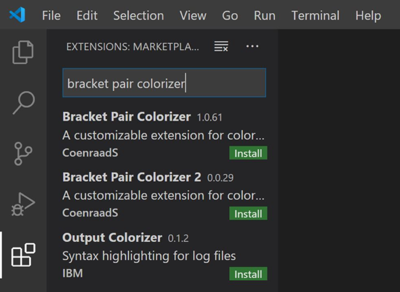 File Edit Selection View Go Run Terminal Help
EXTENSIONS: MARKETPLA...
bracket pair colorizer
Bracket Pair Colorizer 1.0.61
A customizable extension for color...
CoenraadS Install
Bracket Pair Colorizer 2 0.0.29
A customizable extension for color...
CoenraadS Install
Output Colorizer 0.1.2
Syntax highlighting for log files
IBM Install